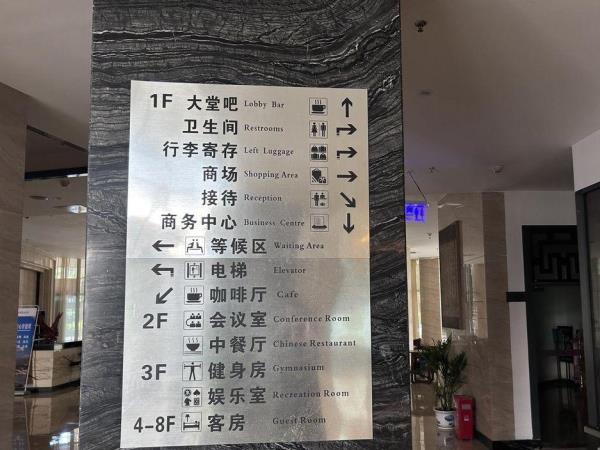 1F 大堂吧 Lobby Bar
卫生间 Restrooms
行李寄存 Left Luggage
商场 Shopping Area
接待 Reception
商务中心 Business Centre
等候区 Waiting Area
电梯 Elevator
咖啡厅 Cafe
2F 会议室 Conference Room
中餐厅 Chinese Restaurant
3F 健身房 Gymnasium
娱乐室 Recreation Room
4-8F 客房 Guest Room